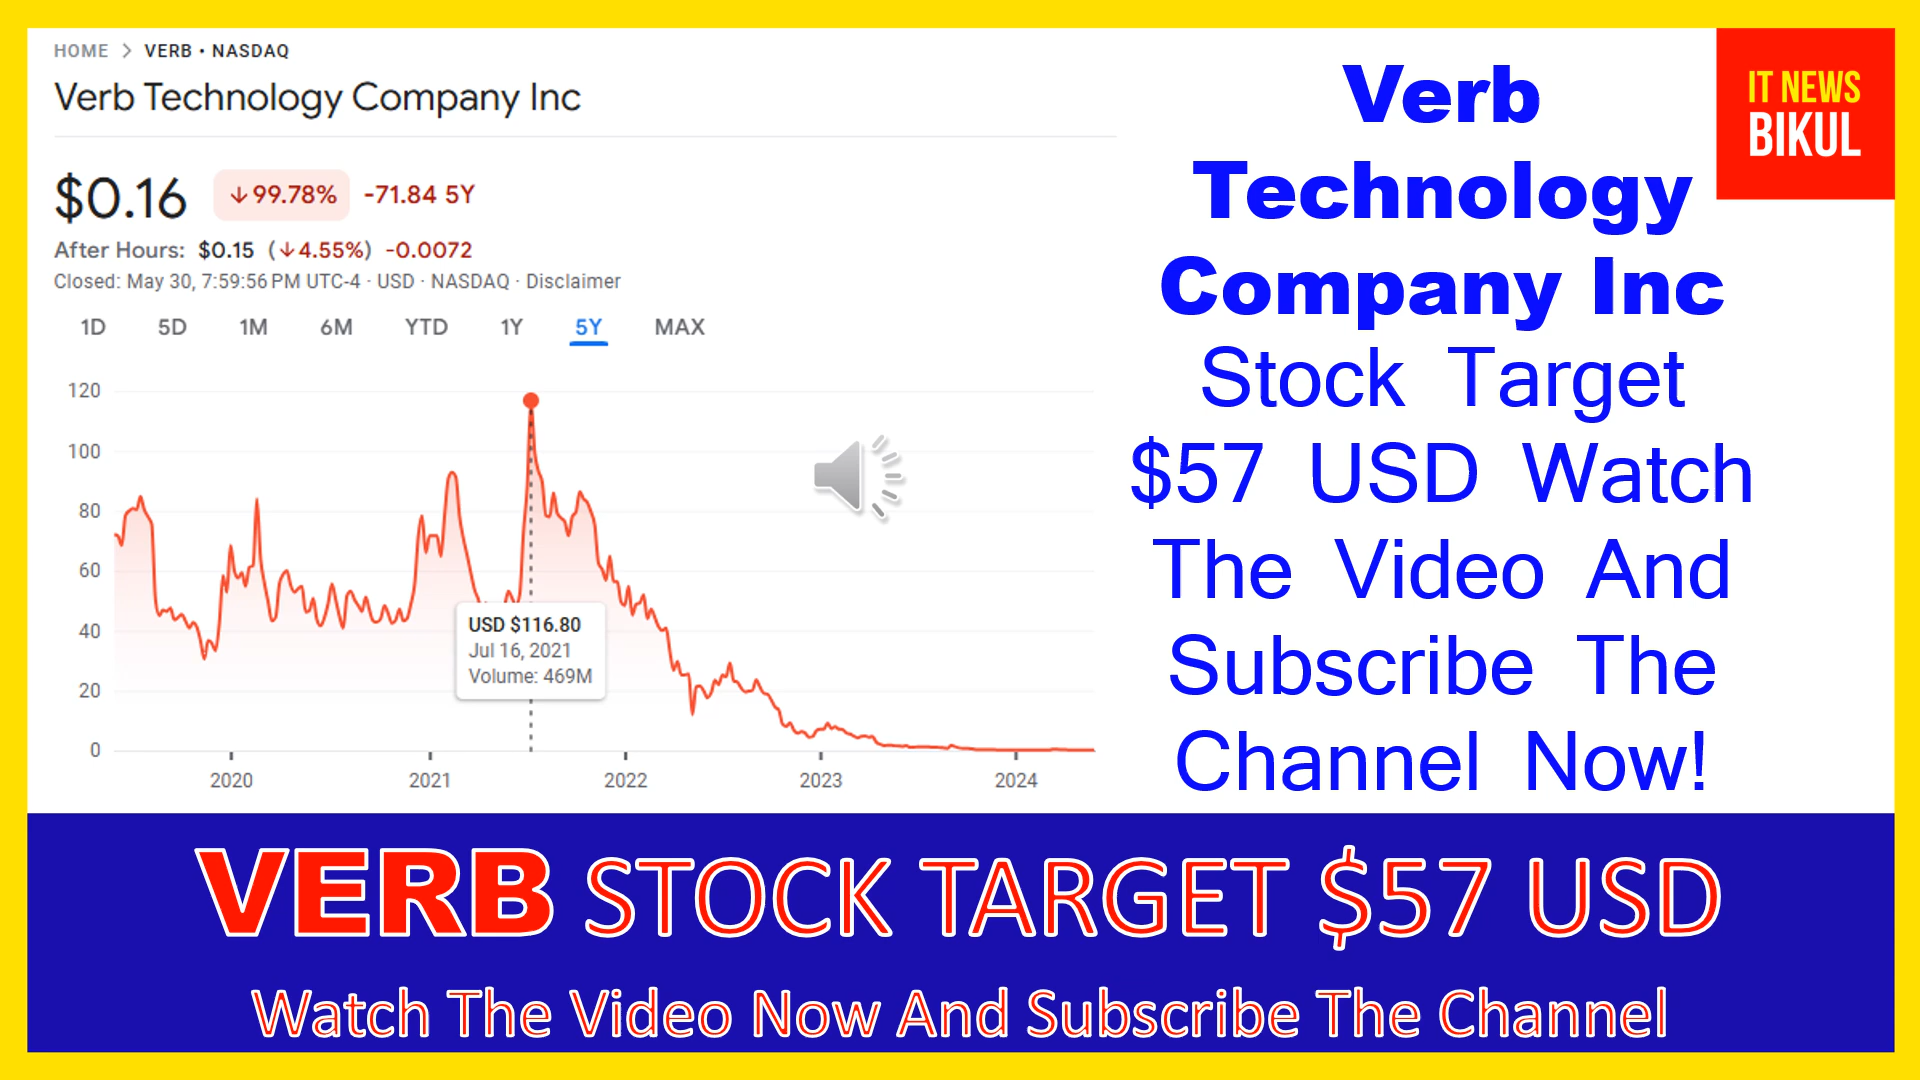 HOME > VERB • NASDAQ
Verb Technology Company Inc
$0.16 ↓99.78% -71.84 5Y
After Hours: $0.15 (↓4.55%) -0.0072
Closed: May 30, 7:59:56 PM UTC-4 · USD · NASDAQ · Disclaimer
1D 5D 1M 6M YTD 1Y 5Y MAX
120
100
80
60
40
20
0
USD $116.80
Jul 16, 2021
Volume: 469M
2020 2021 2022 2023 2024
Verb
Technology
Company Inc
Stock Target
$57 USD Watch
The Video And
Subscribe The
Channel Now!
IT NEWS
BIKUL
VERB STOCK TARGET $57 USD
Watch The Video Now And Subscribe The Channel